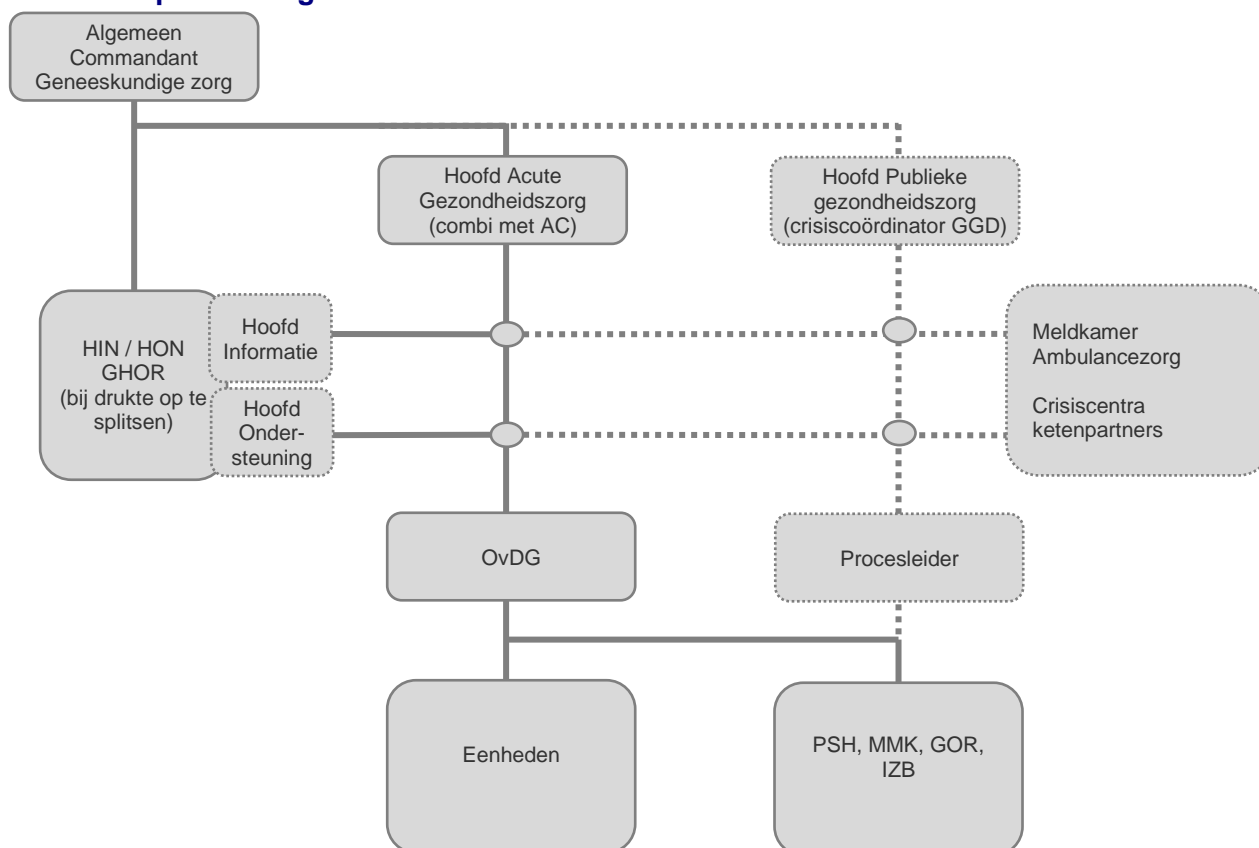 Algemeen
Commandant
Geneeskundige zorg
Hoofd Acute
Gezondheidszorg
(combi met AC)
Hoofd Publieke
gezondheidszorg
(crisiscoördinator GGD)
HIN / HON
GHOR
(bij drukte op te
splitsen)
Hoofd
Informatie
Hoofd
Onder-
steuning
Meldkamer
Ambulancezorg
Crisiscentra
ketenpartners
OvDG
Procesleider
Eenheden
PSH, MMK, GOR,
IZB